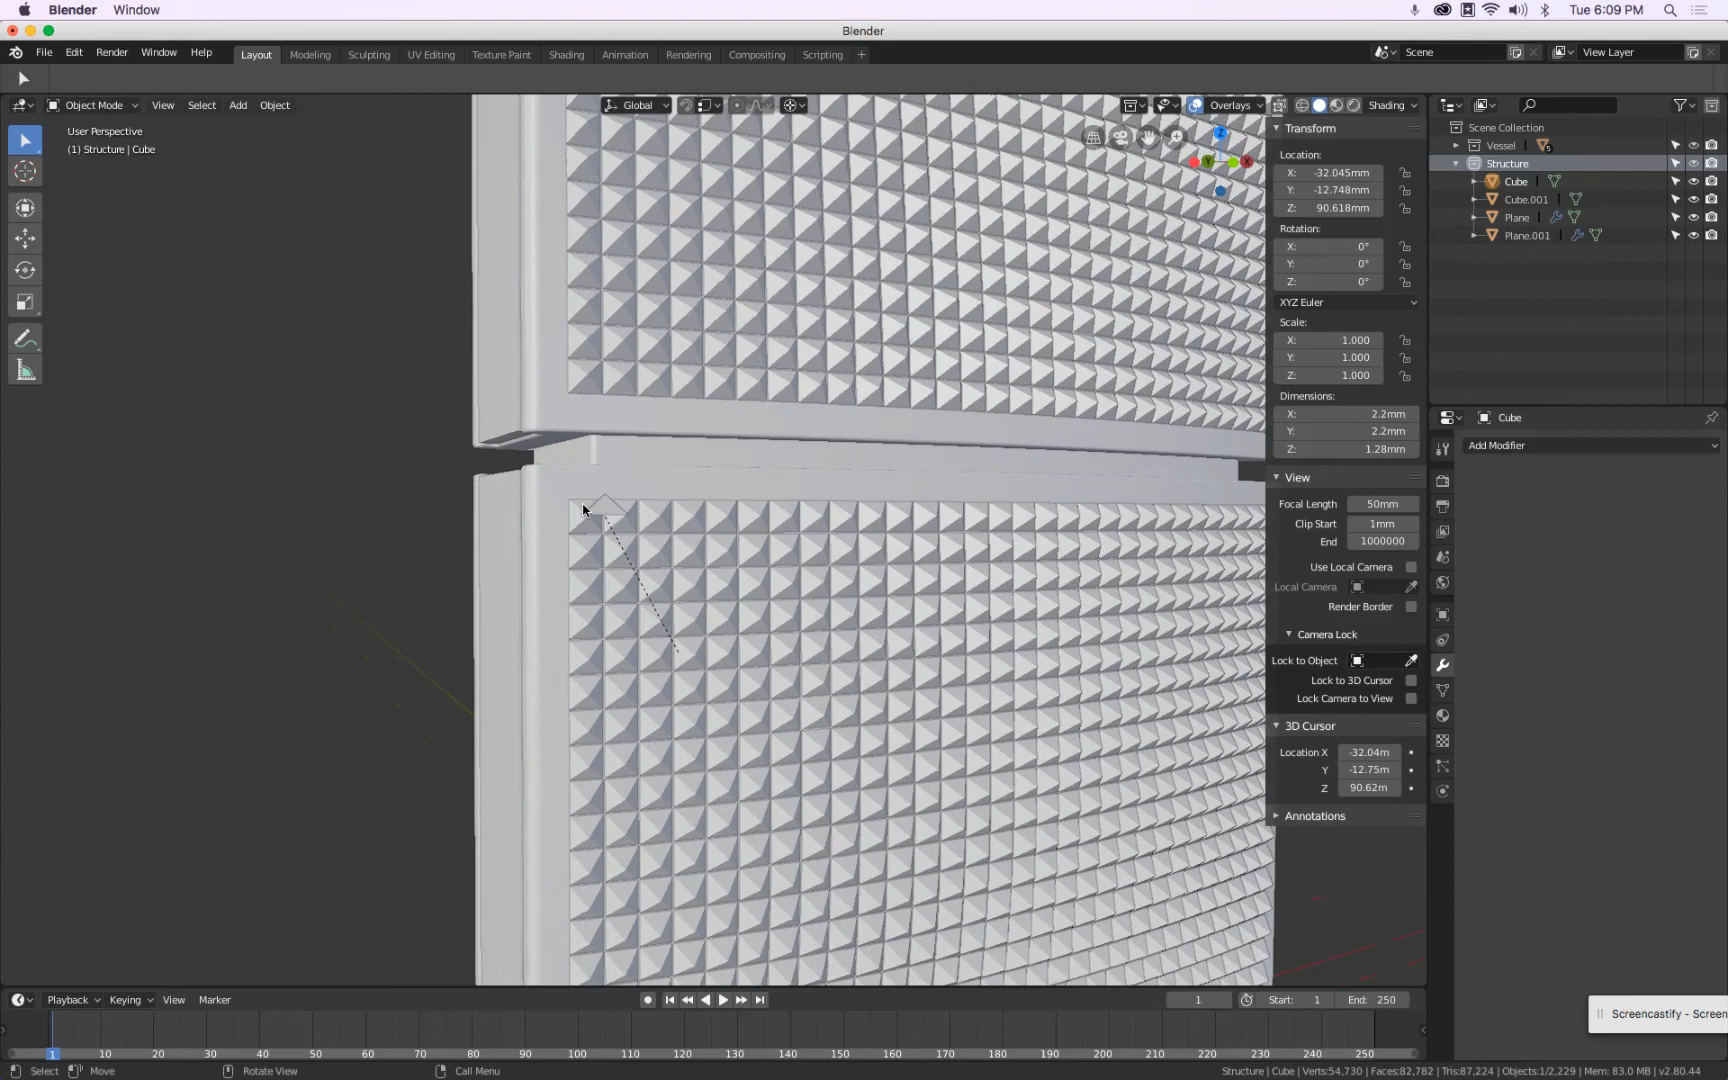 Blender Window Tue 6:09 PM
Blender
File Edit Render Window Help Layout Modeling Sculpting UV Editing Texture Paint Shading Animation Rendering Compositing Scripting + Scene View Layer
Object Mode View Select Add Object Global Overlays Shading
User Perspective
(1) Structure | Cube
Z
Y X
Transform
Location:
X: -32.045mm
Y: -12.748mm
Z: 90.618mm
Rotation:
X: 0°
Y: 0°
Z: 0°
XYZ Euler
Scale:
X: 1.000
Y: 1.000
Z: 1.000
Dimensions:
X: 2.2mm
Y: 2.2mm
Z: 1.28mm
View
Focal Length 50mm
Clip Start 1mm
End 1000000
Use Local Camera
Local Camera
Render Border
Camera Lock
Lock to Object
Lock to 3D Cursor
Lock Camera to View
3D Cursor
Location X -32.04m
Y -12.75m
Z 90.62m
Annotations
Scene Collection
Vessel 5
Structure
Cube
Cube.001
Plane
Plane.001
Cube
Add Modifier
Playback Keying View Marker 1 Start: 1 End: 250
1 10 20 30 40 50 60 70 80 90 100 110 120 130 140 150 160 170 180 190 200 210 220 230 240 250
Screencastify - Screen
Select Move Rotate View Call Menu Structure | Cube | Verts:54,730 | Faces:82,782 | Tris:87,224 | Objects:1/2,229 | Mem: 83.0 MB | v2.80.44